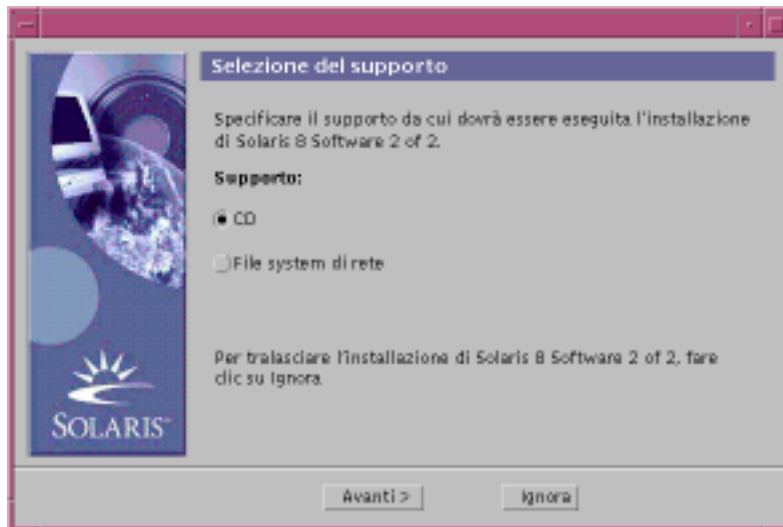 Selezione del supporto
Specificare il supporto da cui dovrà essere eseguita l'installazione
di Solaris 8 Software 2 of 2.
Supporto:
CD
File system di rete
Per tralasciare l'installazione di Solaris 8 Software 2 of 2, fare
clic su Ignora
SOLARIS™
Avanti >
Ignora